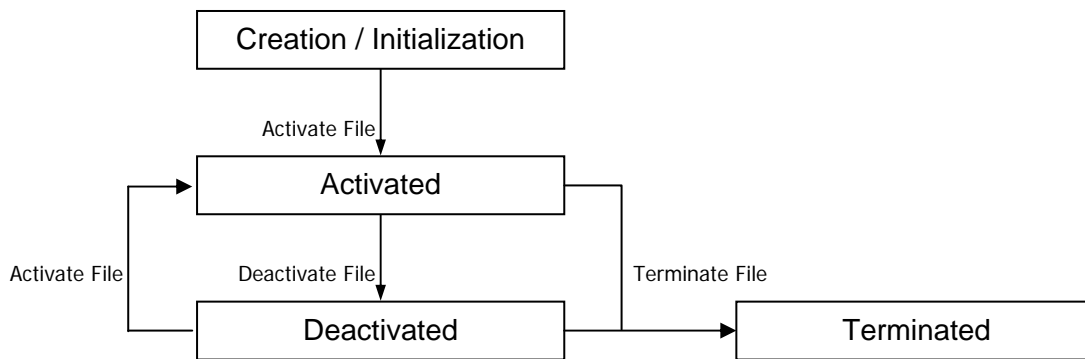 Creation / Initialization
Activate File
Activated
Activate File
Deactivate File
Terminate File
Deactivated
Terminated